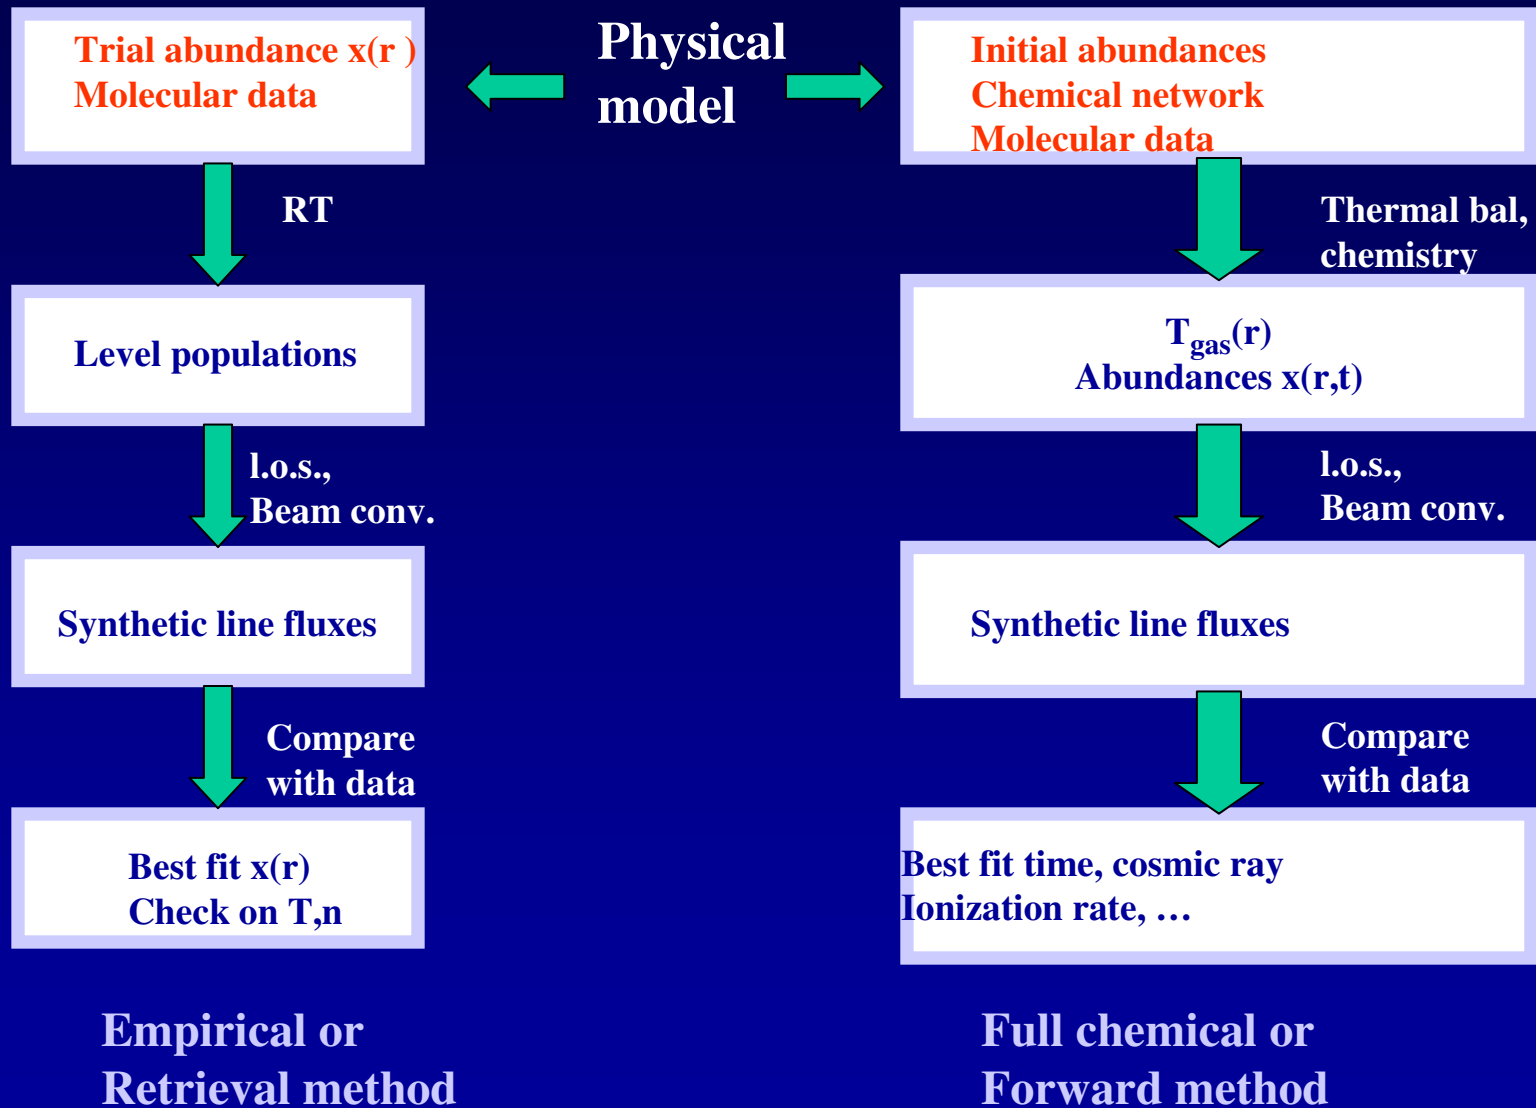 Physical
model
Trial abundance x(r )
Molecular data
RT
Level populations
l.o.s.,
Beam conv.
Synthetic line fluxes
Compare
with data
Best fit x(r)
Check on T,n
Empirical or
Retrieval method
Initial abundances
Chemical network
Molecular data
Thermal bal,
chemistry
Tgas(r)
Abundances x(r,t)
l.o.s.,
Beam conv.
Synthetic line fluxes
Compare
with data
Best fit time, cosmic ray
Ionization rate, …
Full chemical or
Forward method